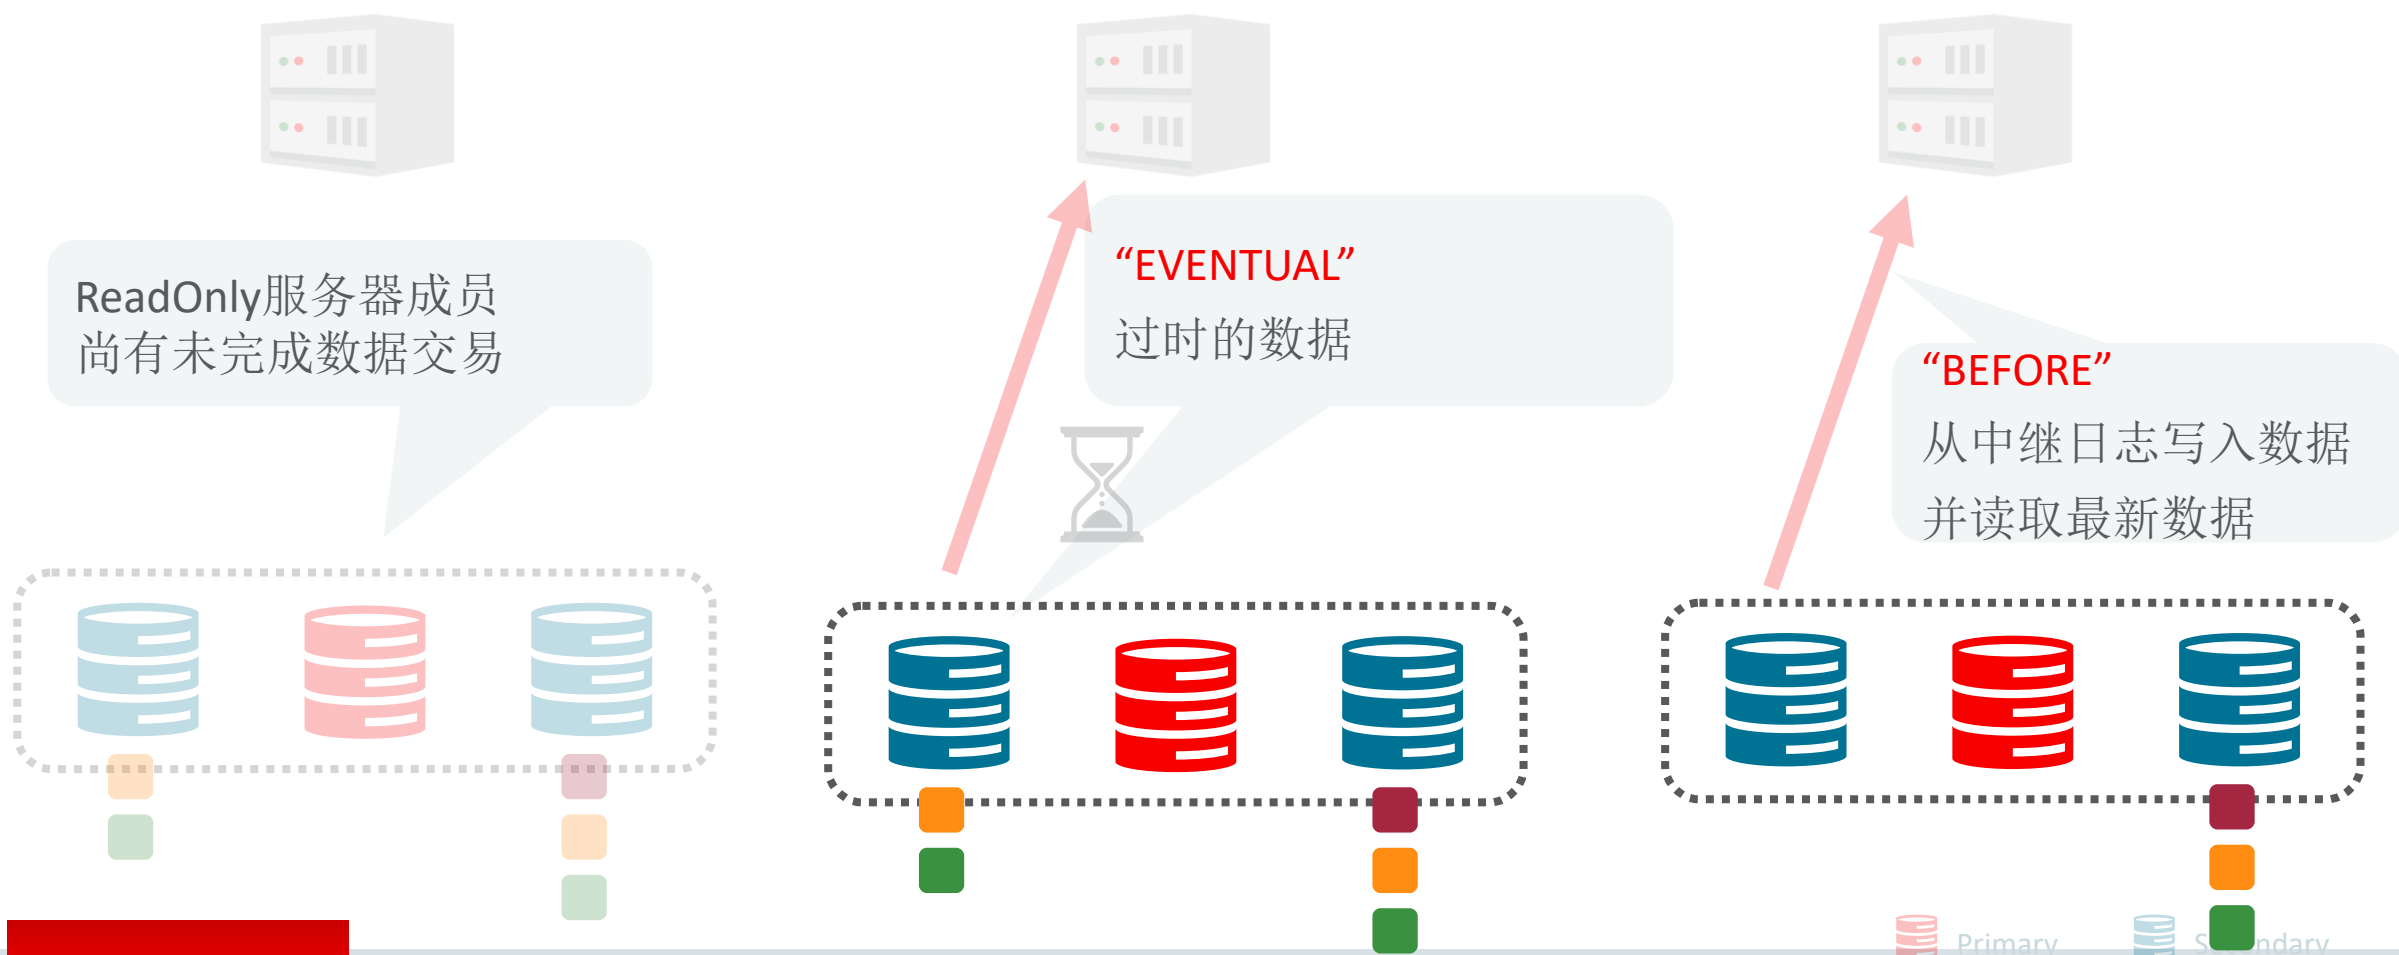 ReadOnly服务器成员
尚有未完成数据交易
“EVENTUAL”
过时的数据
“BEFORE”
从中继日志写入数据
并读取最新数据
Primary